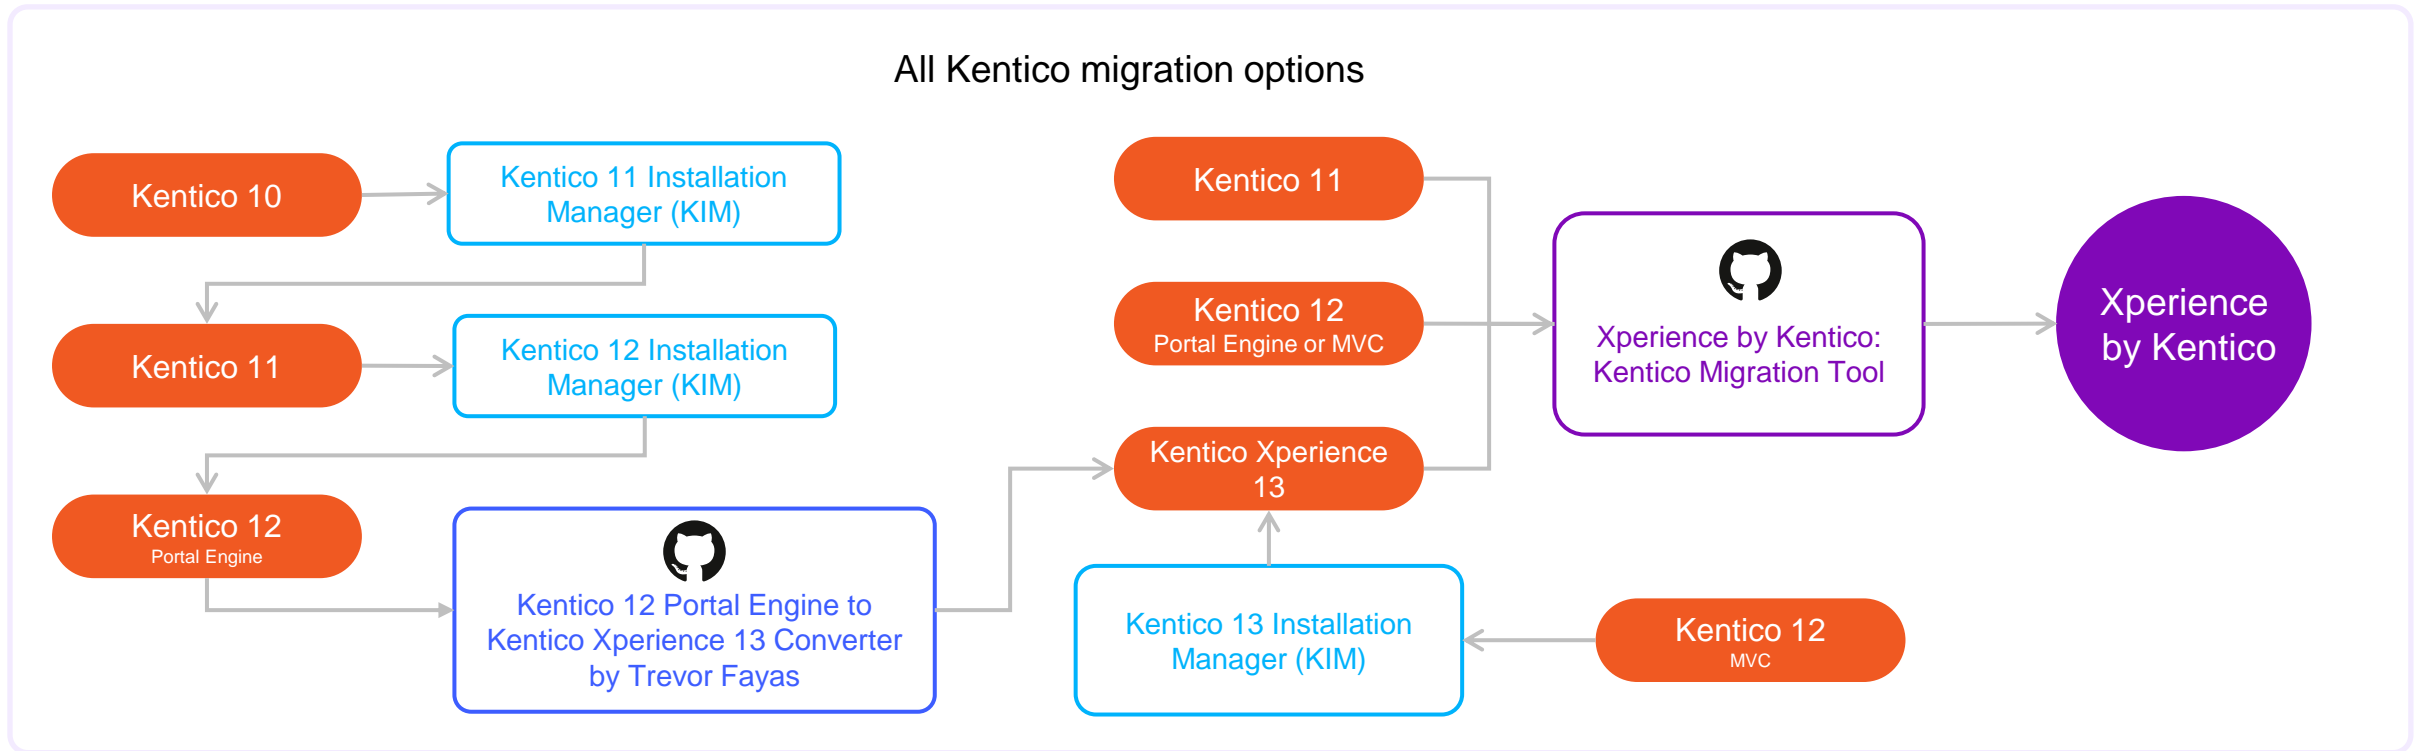 All Kentico migration options
Kentico 10
Kentico 11 Installation
Manager (KIM)
Kentico 11
Kentico 12 Installation
Manager (KIM)
Kentico 12
Portal Engine
Kentico 12 Portal Engine to
Kentico Xperience 13 Converter
by Trevor Fayas
Kentico 11
Kentico 12
Portal Engine or MVC
Kentico Xperience
13
Kentico 13 Installation
Manager (KIM)
Kentico 12
MVC
Xperience by Kentico:
Kentico Migration Tool
Xperience
by Kentico